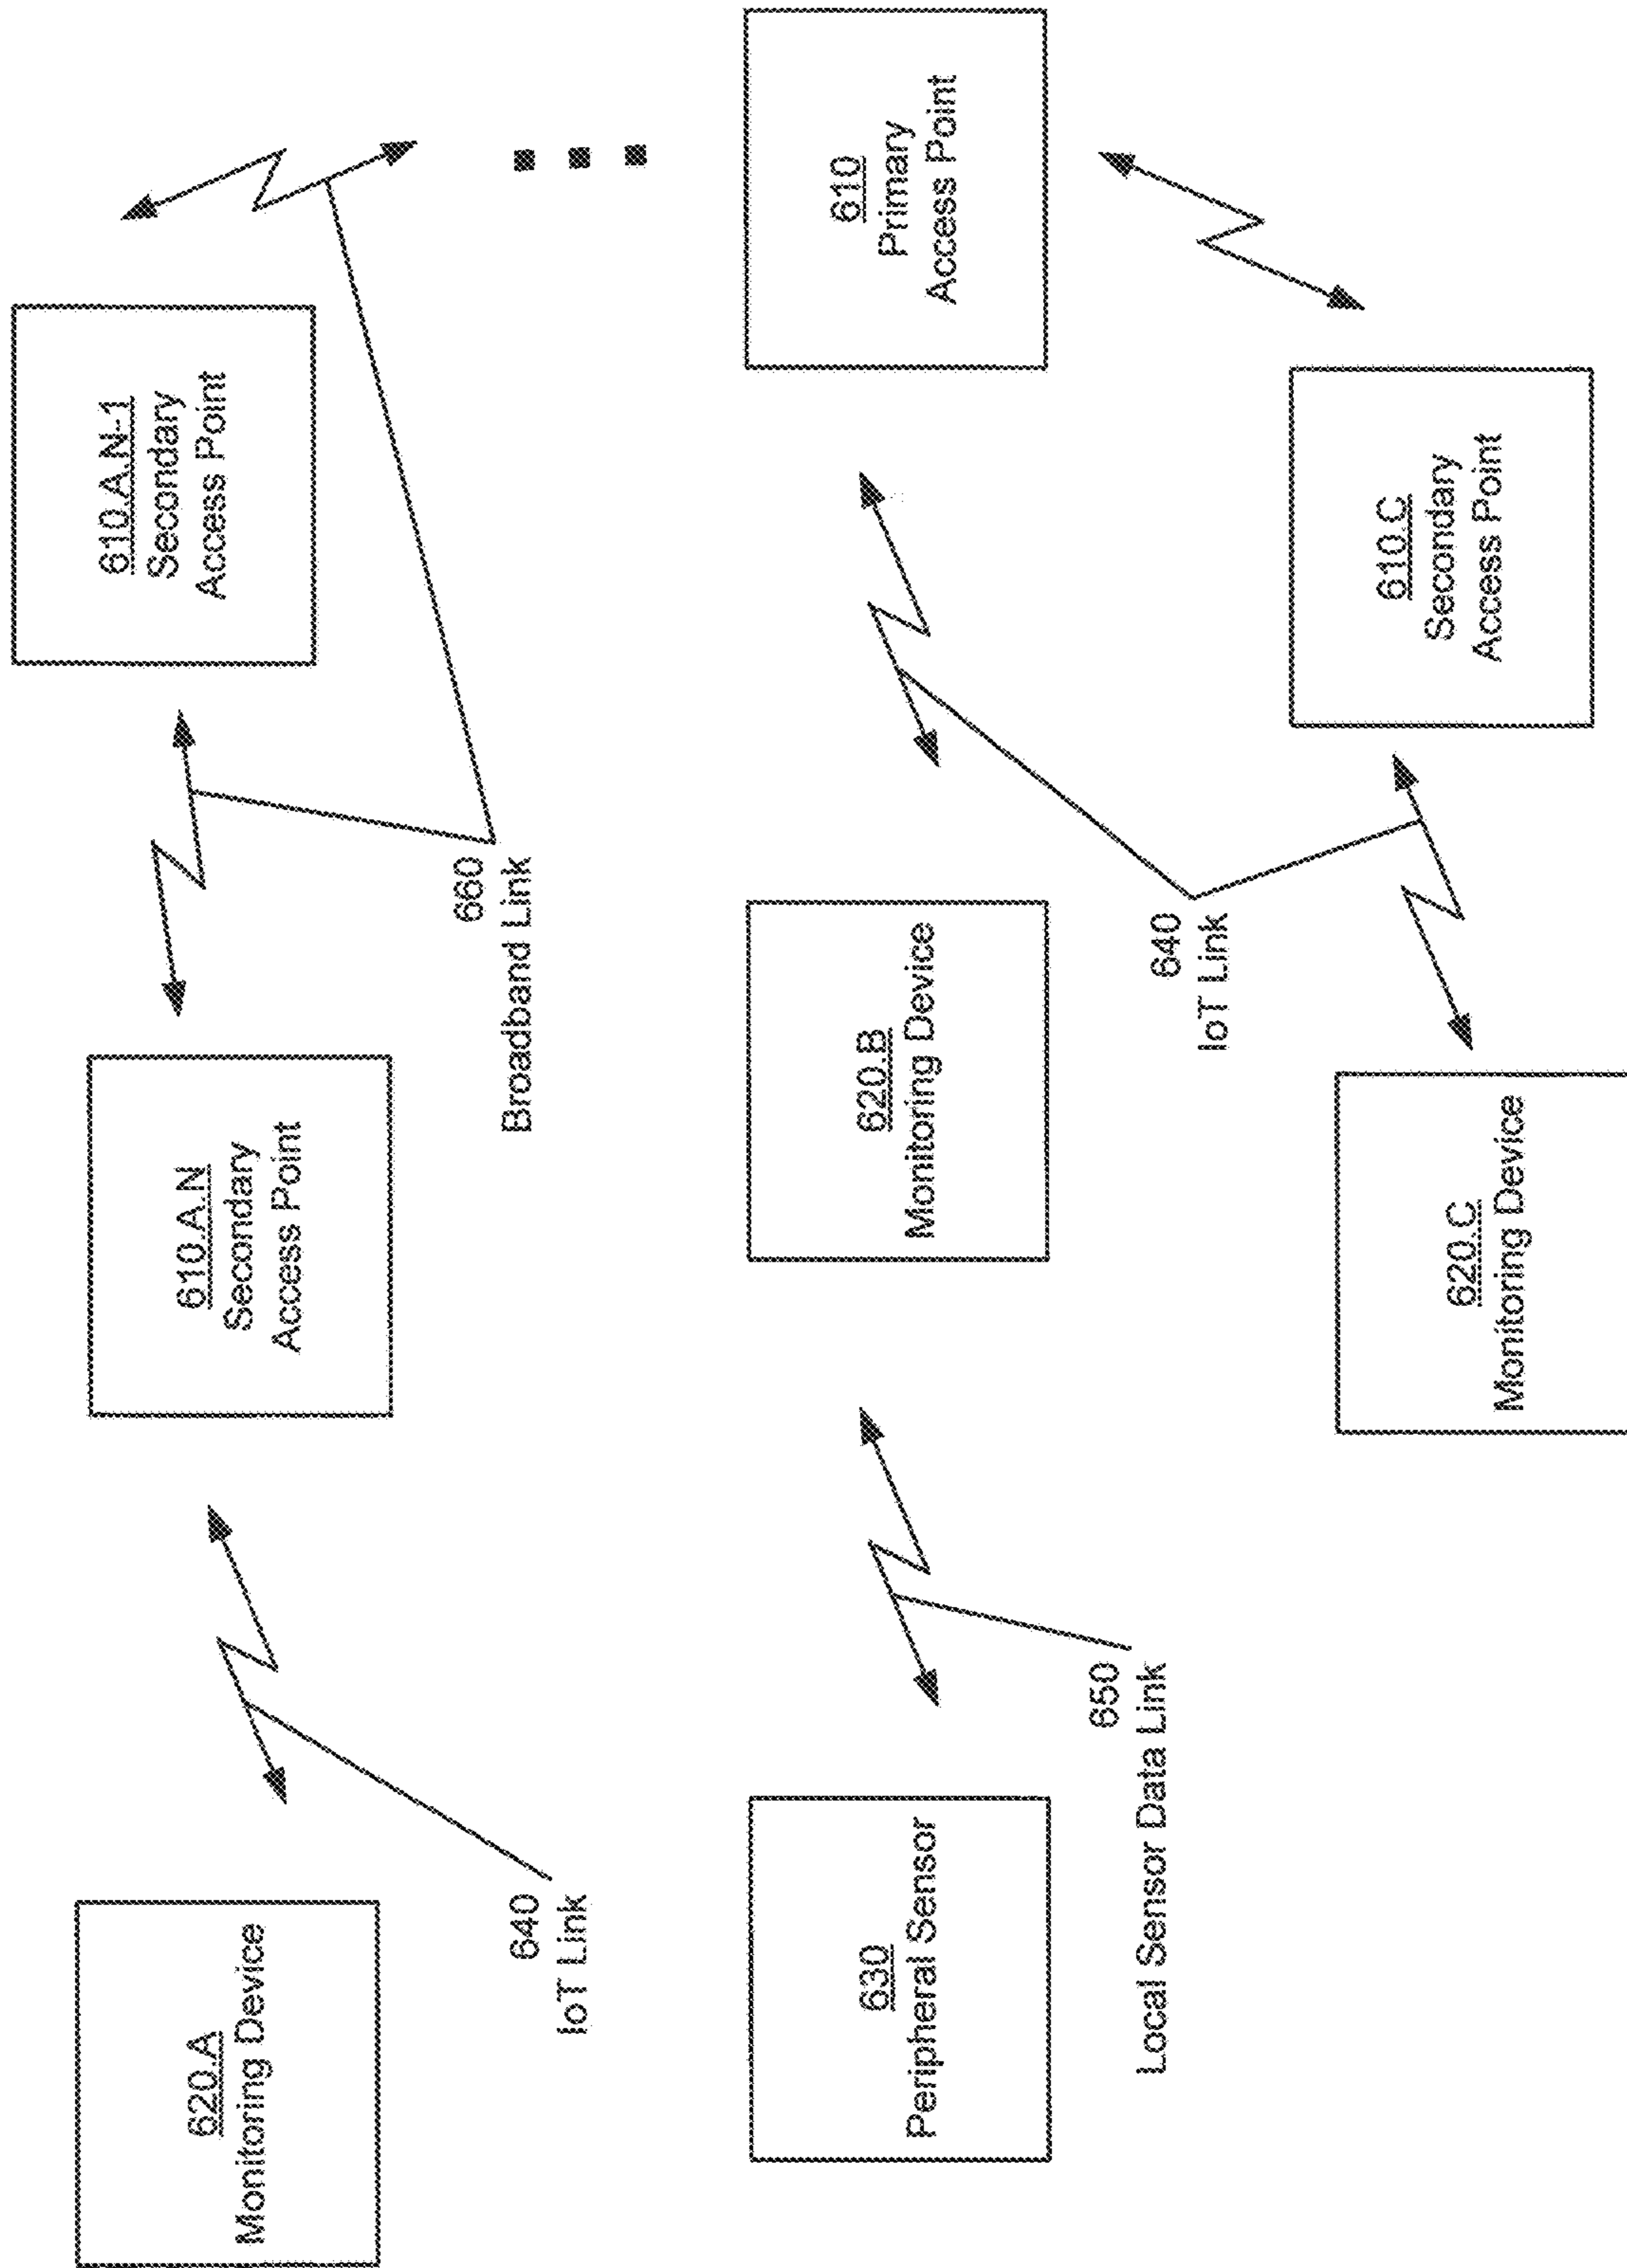 620.A
Monitoring Device
640
IoT Link
610.A.N
Secondary
Access Point
660
Broadband Link
610.A.N-1
Secondary
Access Point
630
Peripheral Sensor
650
Local Sensor Data Link
620.B
Monitoring Device
640
IoT Link
610
Primary
Access Point
620.C
Monitoring Device
610.C
Secondary
Access Point